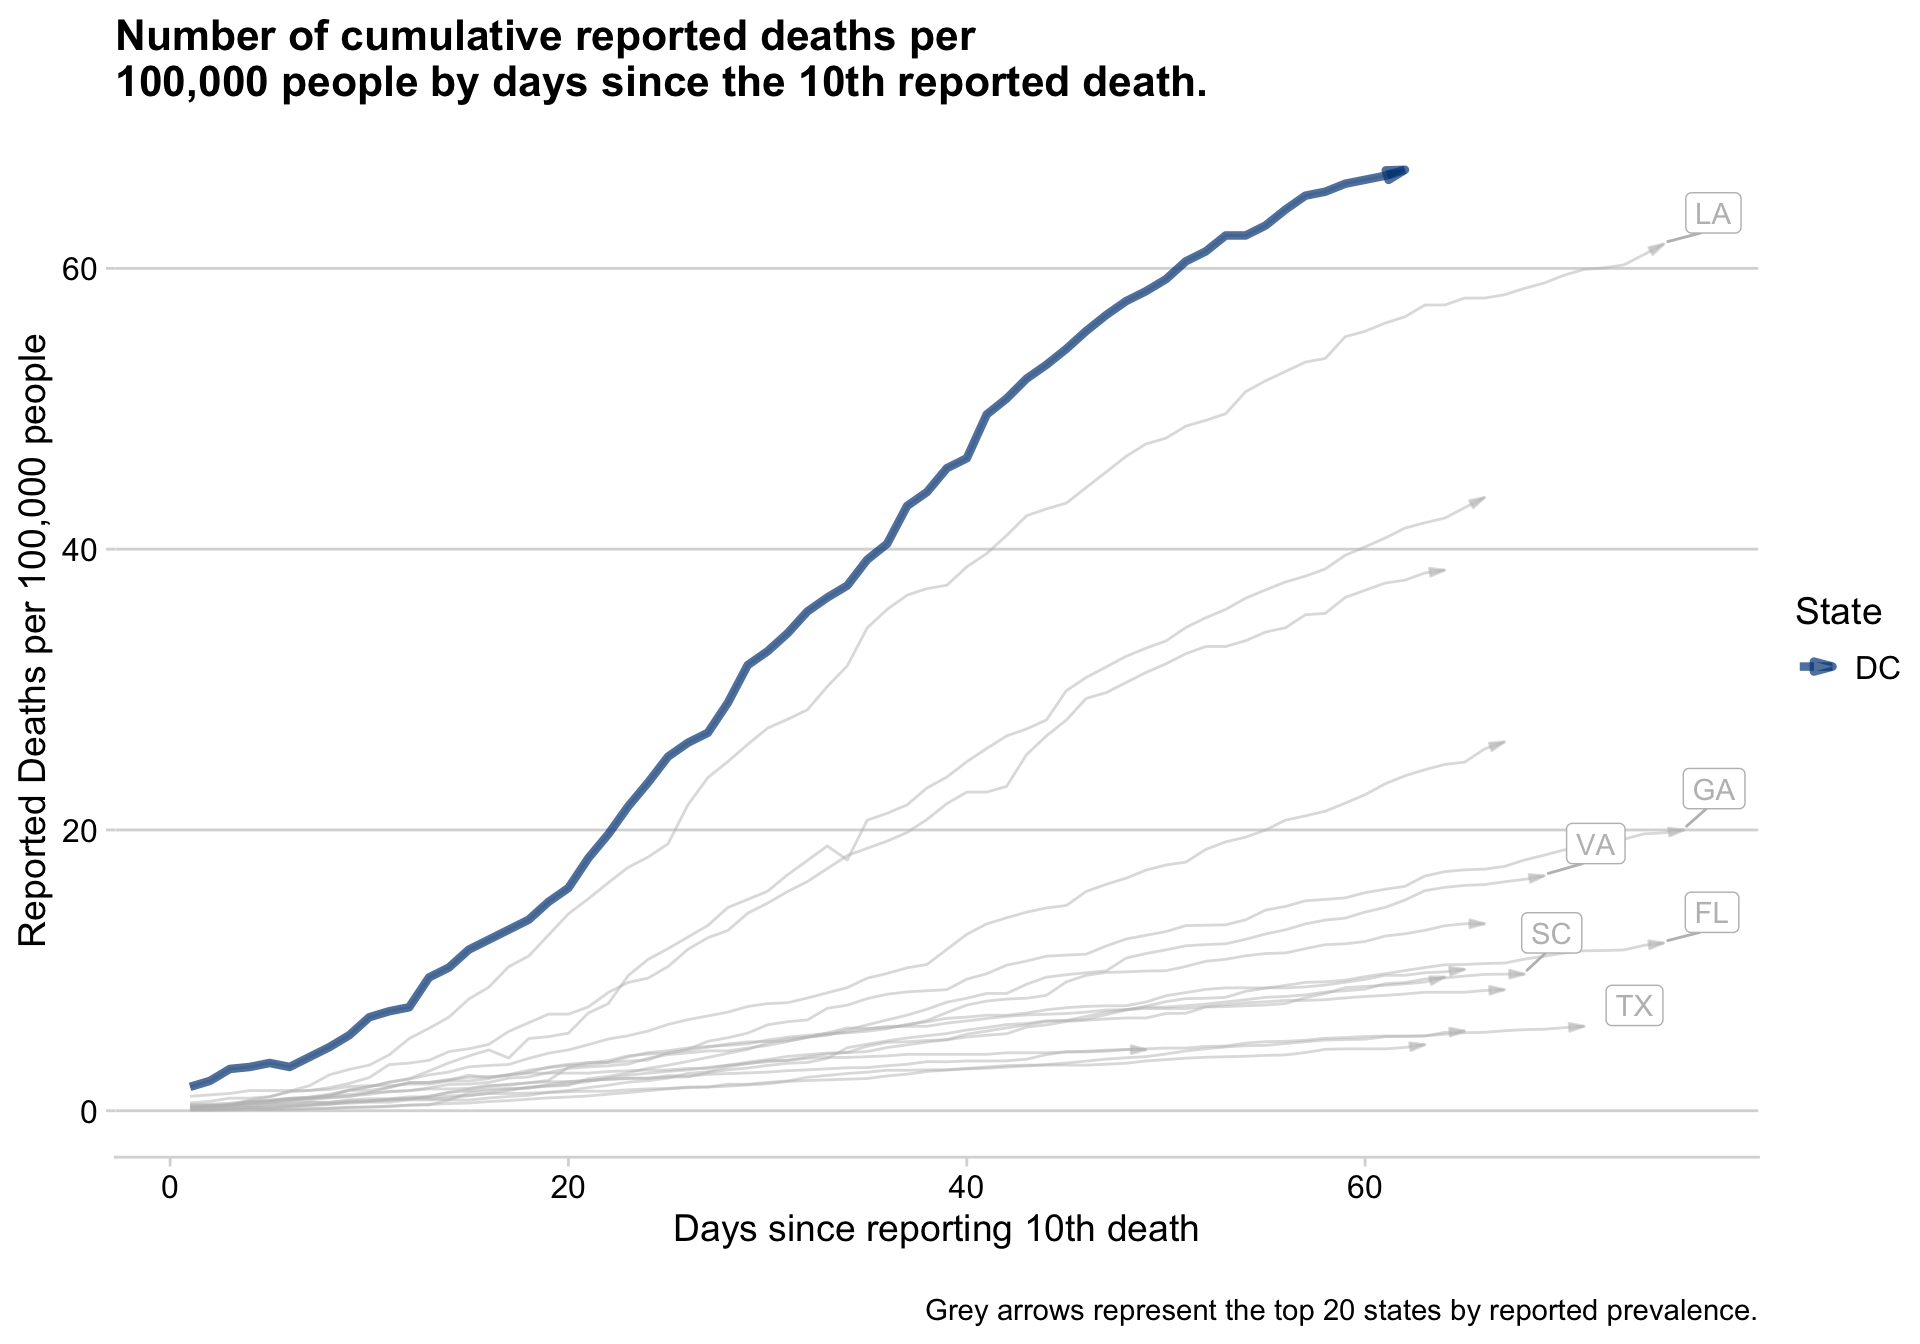 Number of cumulative reported deaths per
100,000 people by days since the 10th reported death.
Reported Deaths per 100,000 people
60
40
20
0
LA
GA
VA
FL
SC
TX
State
DC
0
20
40
60
Days since reporting 10th death
Grey arrows represent the top 20 states by reported prevalence.